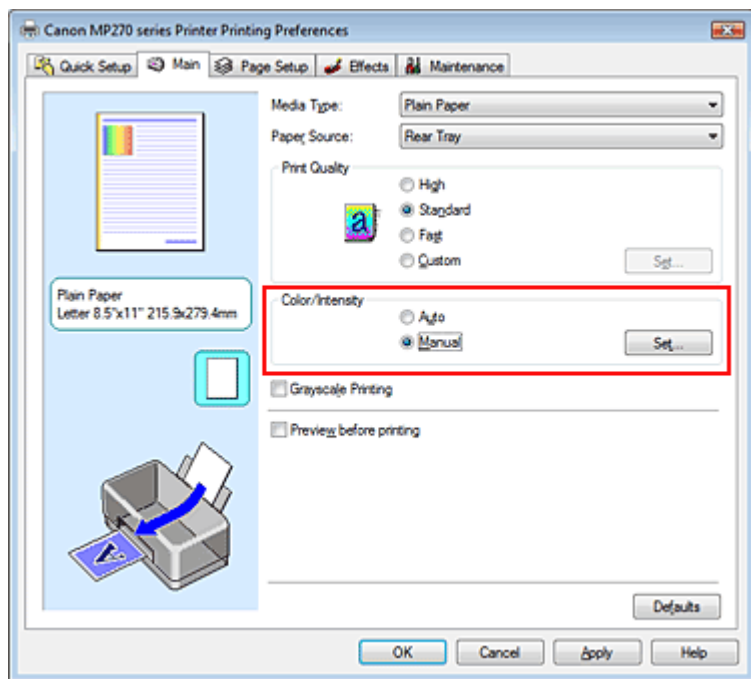 Canon MP270 series Printer Printing Preferences
Quick Setup Main Page Setup Effects Maintenance
Media Type: Plain Paper
Paper Source: Rear Tray
Print Quality
High
a
Standard
Fast
Custom Set...
Plain Paper
Letter 8.5"x11" 215.9x279.4mm
Color/Intensity
Auto
Manual Set...
Grayscale Printing
Preview before printing
A
Defaults
OK Cancel Apply Help